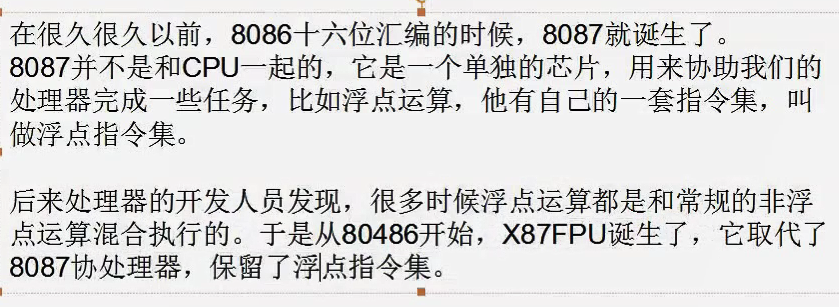 在很久很久以前，8086十六位汇编的时候，8087就诞生了。
8087并不是和CPU一起的，它是一个单独的芯片，用来协助我们的
处理器完成一些任务，比如浮点运算，他有自己的一套指令集，叫
做浮点指令集。
后来处理器的开发人员发现，很多时候浮点运算都是和常规的非浮
点运算混合执行的。于是从80486开始，X87FPU诞生了，它取代了
8087协处理器，保留了浮点指令集。